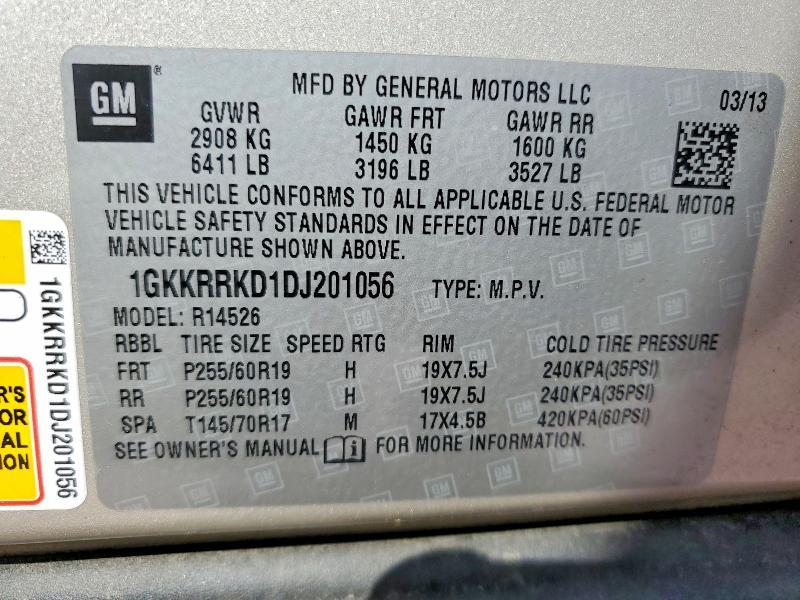 GM
MFD BY GENERAL MOTORS LLC 03/13
GVWR GAWR FRT GAWR RR
2908 KG 1450 KG 1600 KG
6411 LB 3196 LB 3527 LB
THIS VEHICLE CONFORMS TO ALL APPLICABLE U.S. FEDERAL MOTOR
VEHICLE SAFETY STANDARDS IN EFFECT ON THE DATE OF
MANUFACTURE SHOWN ABOVE.
1GKKRRKD1DJ201056 TYPE: M.P.V.
MODEL: R14526
RBBL TIRE SIZE SPEED RTG RIM COLD TIRE PRESSURE
FRT P255/60R19 H 19X7.5J 240KPA(35PSI)
RR P255/60R19 H 19X7.5J 240KPA(35PSI)
SPA T145/70R17 M 17X4.5B 420KPA(60PSI)
SEE OWNER'S MANUAL i FOR MORE INFORMATION.
1GKKRRKD1DJ201056
R'S
OR
AL
ION